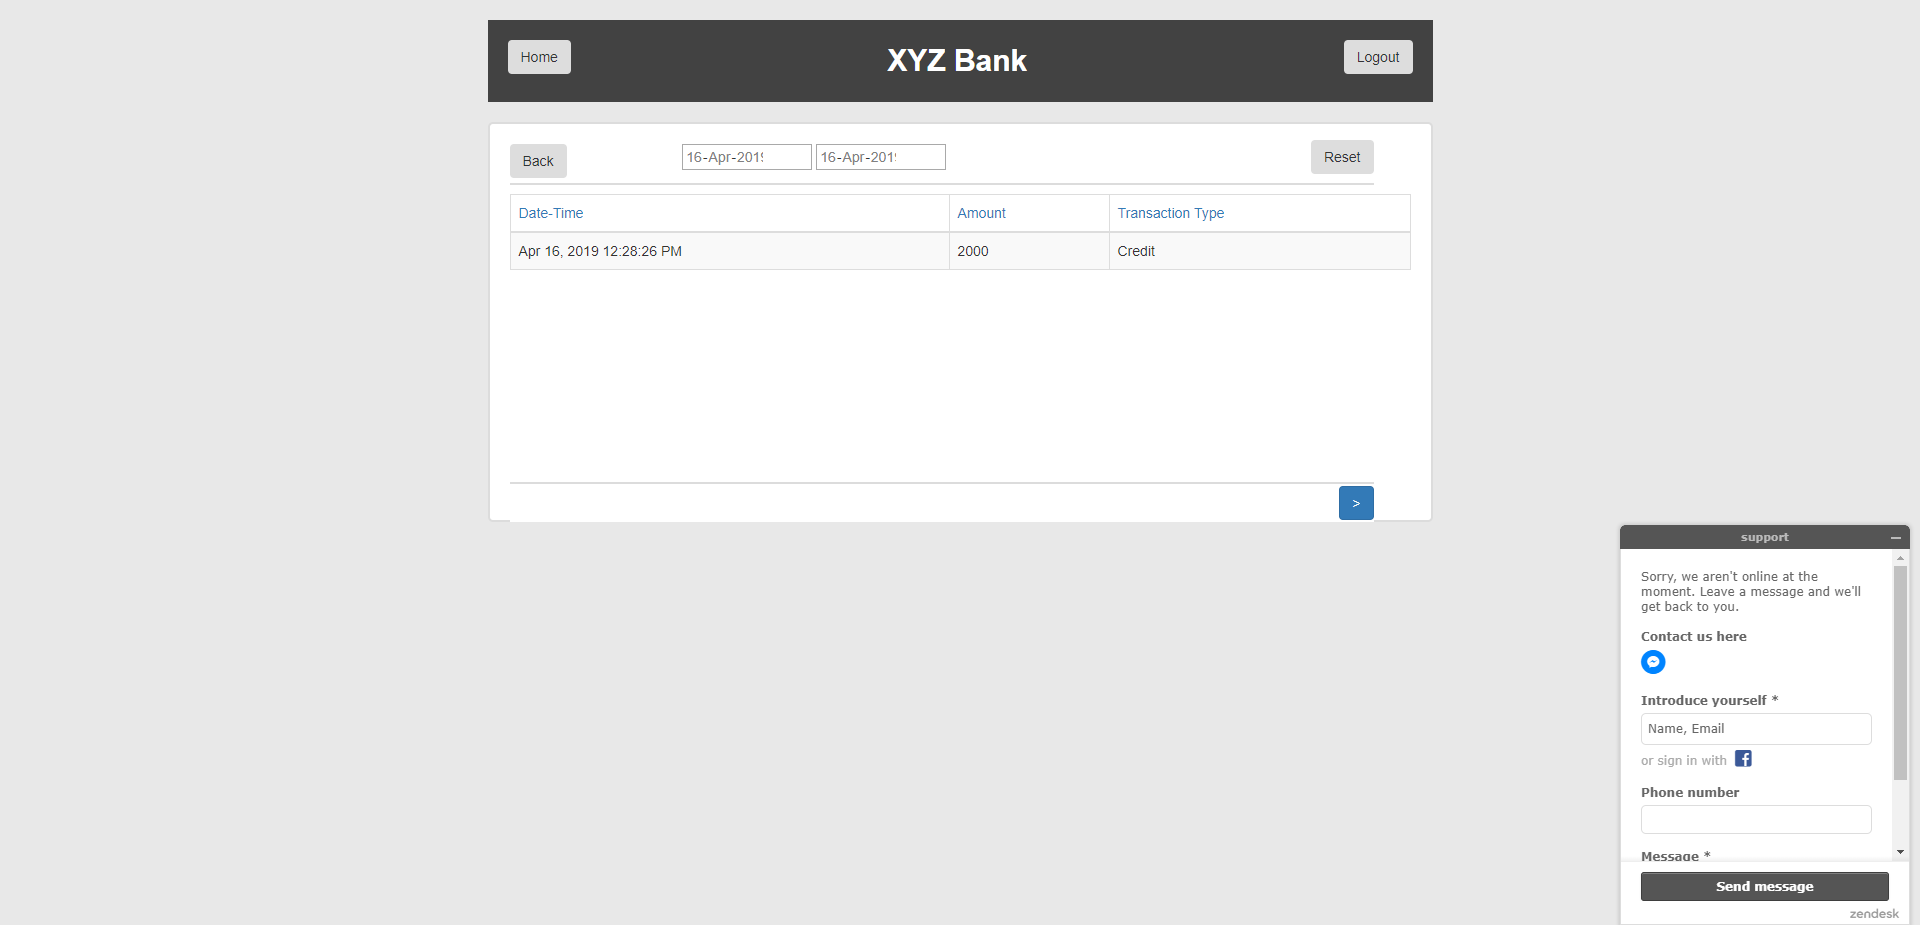 Home
XYZ Bank
Logout
Back
16-Apr-2019
16-Apr-201
Reset
Date-Time Amount Transaction Type
Apr 16, 2019 12:28:26 PM 2000 Credit
>
support
Sorry, we aren't online at the
moment. Leave a message and we'll
get back to you.
Contact us here
Introduce yourself *
Name, Email
or sign in with
Phone number
Message *
Send message
zendesk